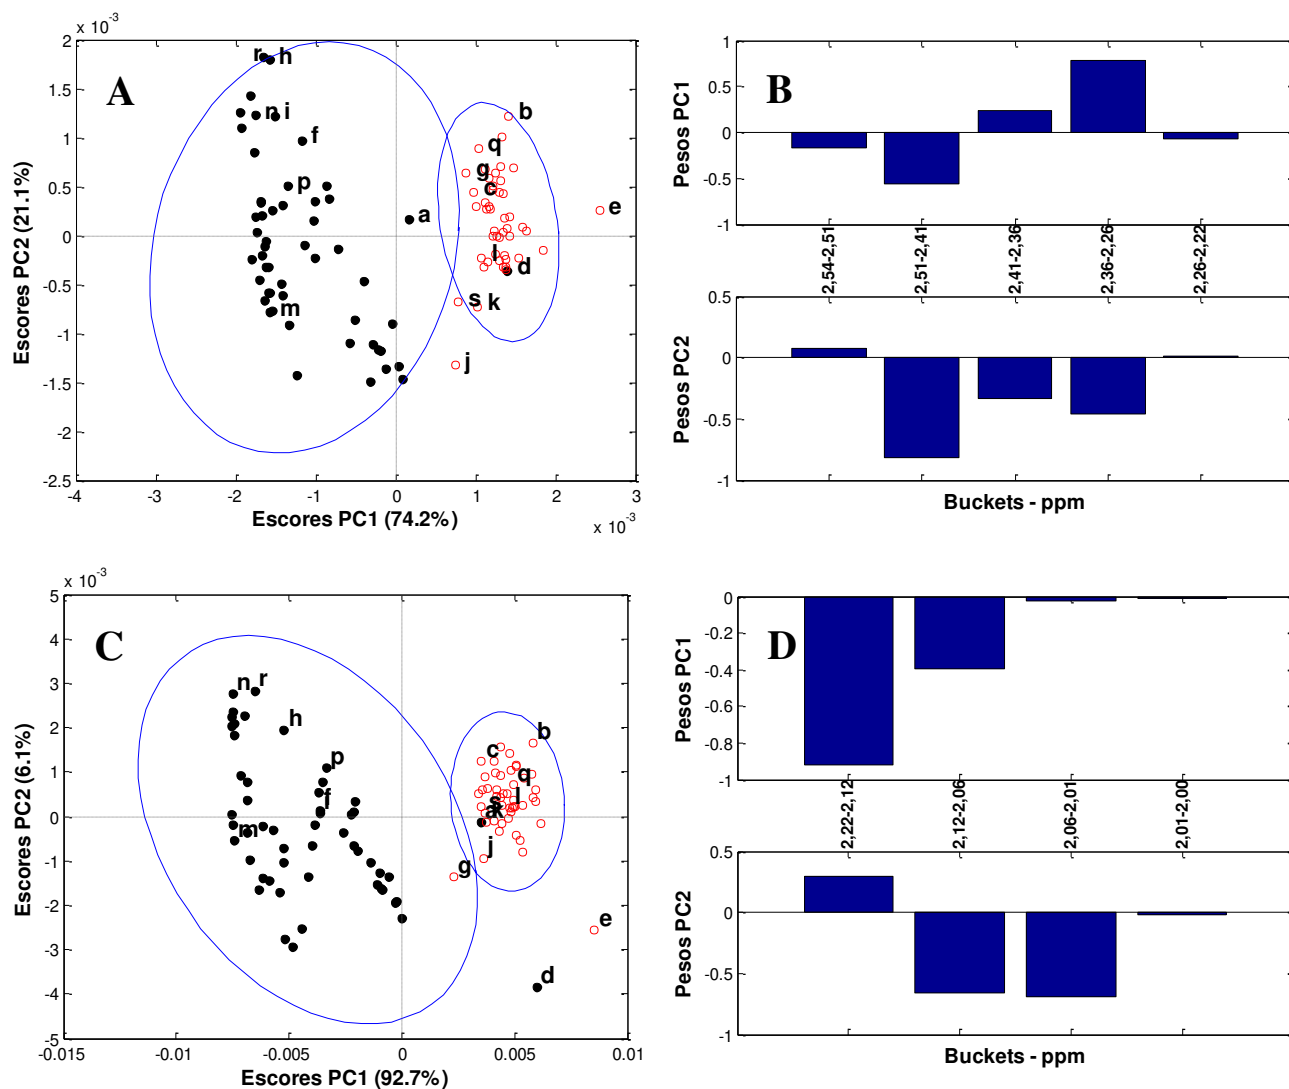 x 10⁻³
A
2
1.5
1
0.5
0
-0.5
-1
-1.5
-2
-2.5
Escores PC2 (21.1%)
r h
n i
f
p
a
m
b
q
g
c
e
l
d
s k
j
-4 -3 -2 -1 0 1 2 3
x 10⁻³
Escores PC1 (74.2%)
B
1
0.5
0
-0.5
-1
Pesos PC1
2,54-2,51
2,51-2,41
2,41-2,36
2,36-2,26
2,26-2,22
0.5
0
-0.5
-1
Pesos PC2
Buckets - ppm
x 10⁻³
C
5
4
3
2
1
0
-1
-2
-3
-4
-5
Escores PC2 (6.1%)
n r
h
p
f
m
b
c
q
l
s
a k
j
g
e
d
-0.015 -0.01 -0.005 0 0.005 0.01
Escores PC1 (92.7%)
D
0
-0.2
-0.4
-0.6
-0.8
-1
Pesos PC1
2,22-2,12
2,12-2,06
2,06-2,01
2,01-2,00
0.5
0
-0.5
-1
Pesos PC2
Buckets - ppm